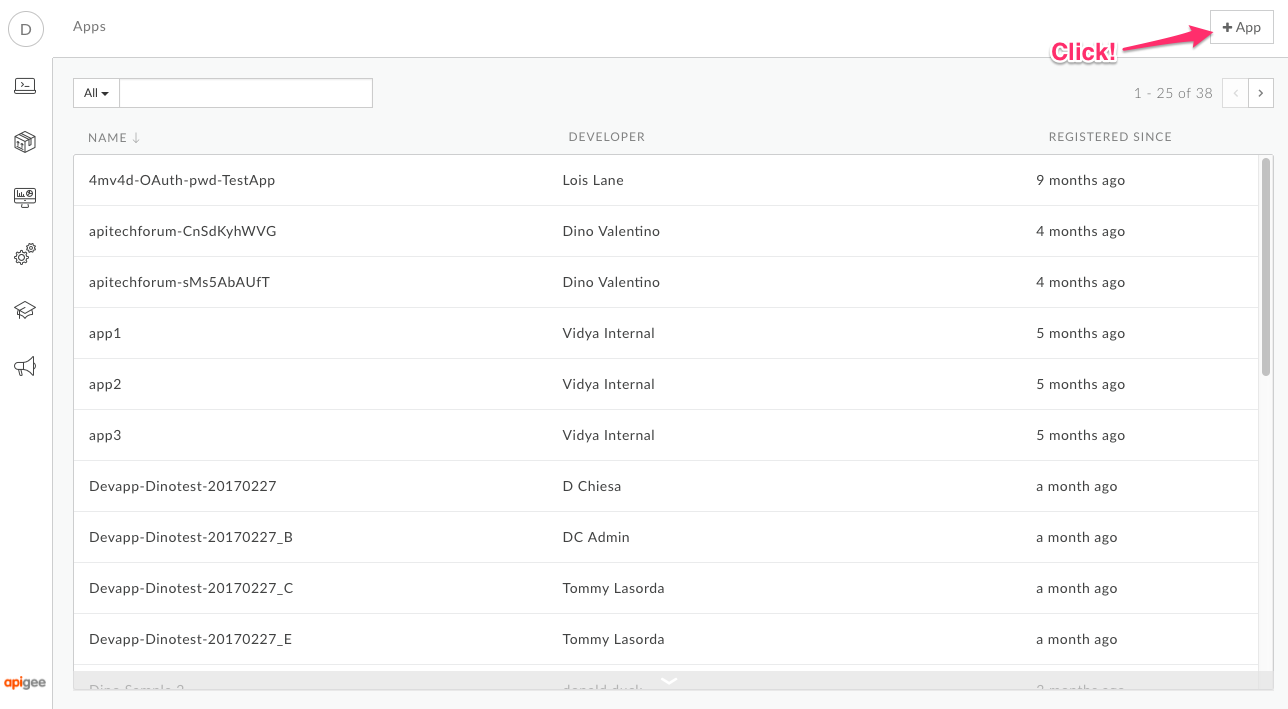 D
Apps
+ App
Click!
All
1 - 25 of 38
NAME ↓ DEVELOPER REGISTERED SINCE
4mv4d-OAuth-pwd-TestApp Lois Lane 9 months ago
apitechforum-CnSdKyhWVG Dino Valentino 4 months ago
apitechforum-sMs5AbAUfT Dino Valentino 4 months ago
app1 Vidya Internal 5 months ago
app2 Vidya Internal 5 months ago
app3 Vidya Internal 5 months ago
Devapp-Dinotest-20170227 D Chiesa a month ago
Devapp-Dinotest-20170227_B DC Admin a month ago
Devapp-Dinotest-20170227_C Tommy Lasorda a month ago
Devapp-Dinotest-20170227_E Tommy Lasorda a month ago
donald duck months ago
apigee